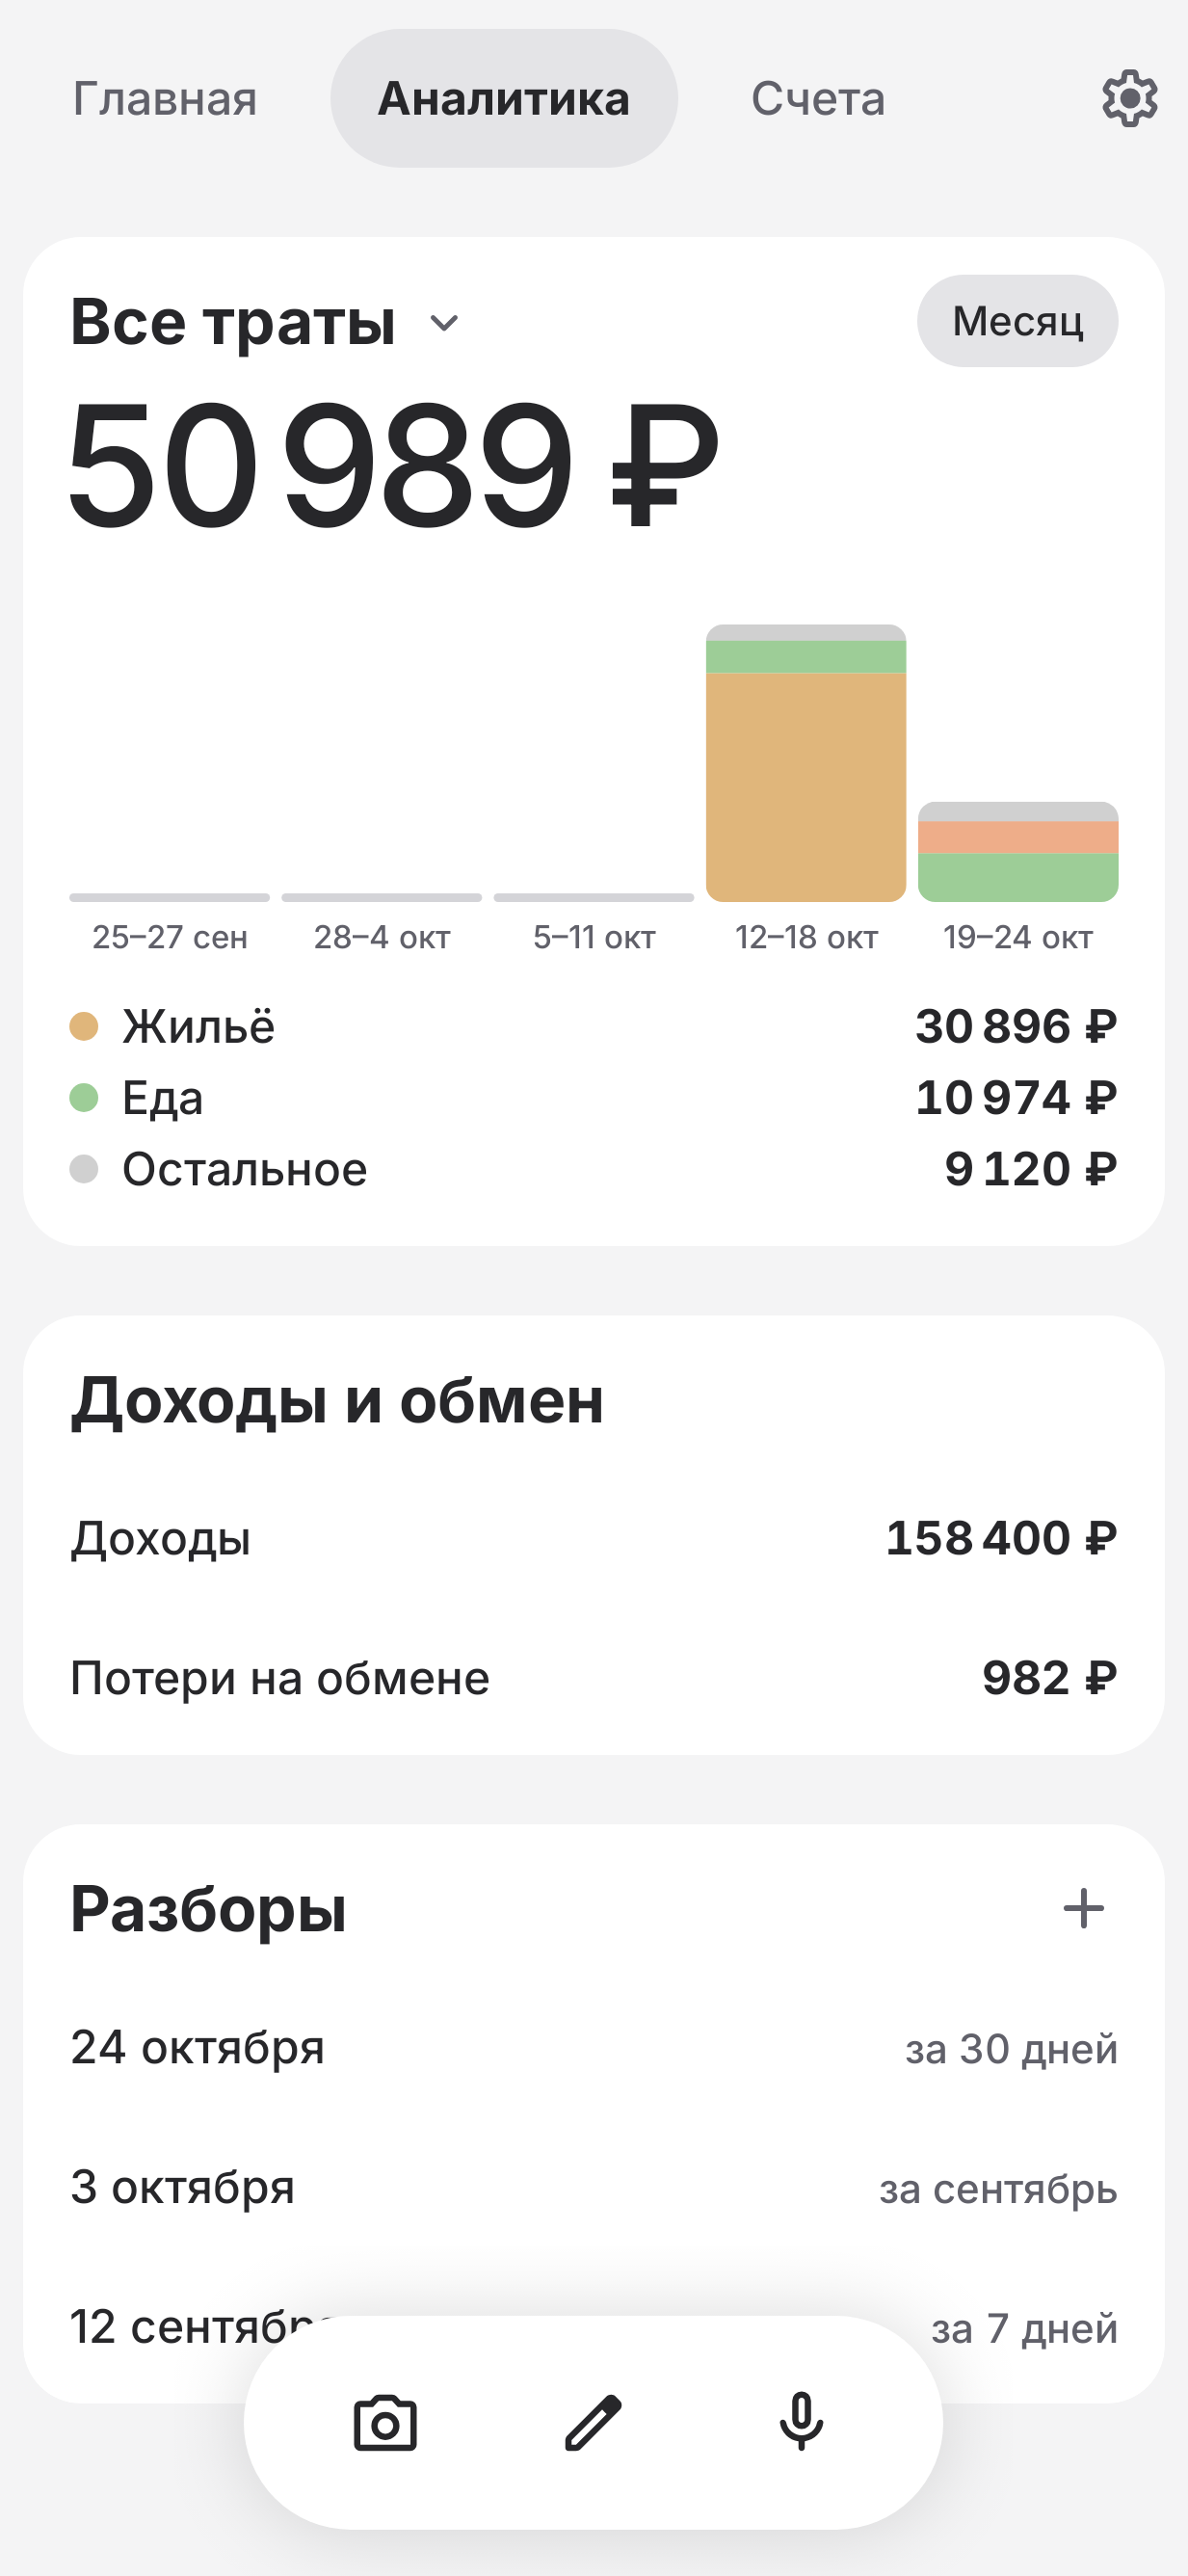 Главная Аналитика Счета
Все траты Месяц
50 989 ₽
25–27 сен 28–4 окт 5–11 окт 12–18 окт 19–24 окт
Жильё 30 896 ₽
Еда 10 974 ₽
Остальное 9 120 ₽
Доходы и обмен
Доходы 158 400 ₽
Потери на обмене 982 ₽
Разборы
24 октября за 30 дней
3 октября за сентябрь
12 за 7 дней